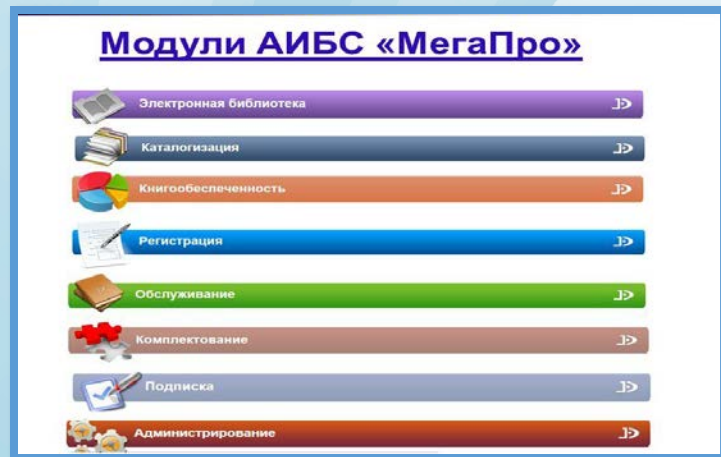 Модули АИБС «МегаПро»
Электронная библиотека
Каталогизация
Книгообеспеченность
Регистрация
Обслуживание
Комплектование
Подписка
Администрирование